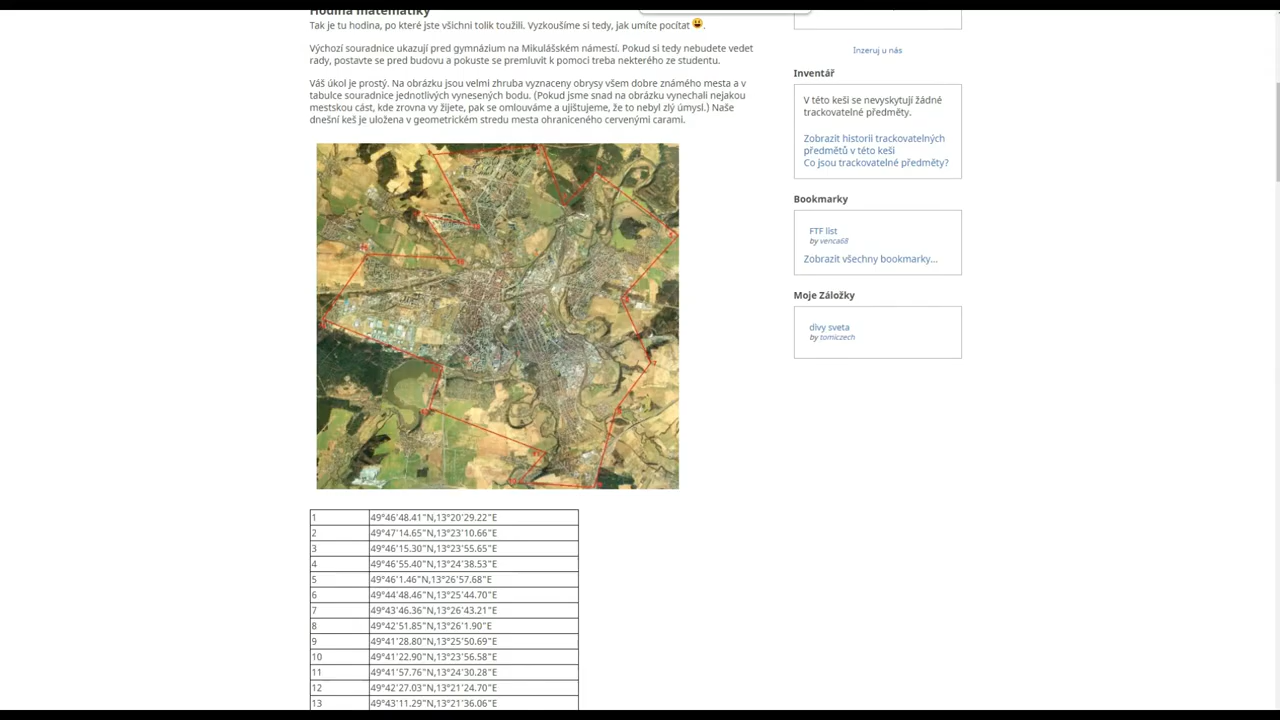 Hodina matematiky
Tak je tu hodina, po které jste všichni tolik toužili. Vyzkoušíme si tedy, jak umíte pocítat
Výchozí souradnice ukazují pred gymnázium na Mikulášském námestí. Pokud si tedy nebudete vedet
rady, postavte se pred budovu a pokuste se premluvit k pomoci treba nekterého ze studentu.
Váš úkol je prostý. Na obrázku jsou velmi zhruba vyznaceny obrysy všem dobre známého mesta a v
tabulce souradnice jednotlivých vynesených bodu. (Pokud jsme snad na obrázku vynechali nejakou
mestskou cást, kde zrovna vy žijete, pak se omlouváme a ujištujeme, že to nebyl zlý úmysl.) Naše
dnešní keš je uložena v geometrickém stredu mesta ohraniceného cervenými carami.
1 49°46'48.41"N,13°20'29.22"E
2 49°47'14.65"N,13°23'10.66"E
3 49°46'15.30"N,13°23'55.65"E
4 49°46'55.40"N,13°24'38.53"E
5 49°46'1.46"N,13°26'57.68"E
6 49°44'48.46"N,13°25'44.70"E
7 49°43'46.36"N,13°26'43.21"E
8 49°42'51.85"N,13°26'1.90"E
9 49°41'28.80"N,13°25'50.69"E
10 49°41'22.90"N,13°23'56.58"E
11 49°41'57.76"N,13°24'30.28"E
12 49°42'27.03"N,13°21'24.70"E
13 49°43'11.29"N,13°21'36.06"E
Inzeruj u nás
Inventář
V této keši se nevyskytují žádné
trackovatelné předměty.
Zobrazit historii trackovatelných
předmětů v této keši
Co jsou trackovatelné předměty?
Bookmarky
FTF list
by venca68
Zobrazit všechny bookmarky...
Moje Záložky
divy sveta
by tomiczech